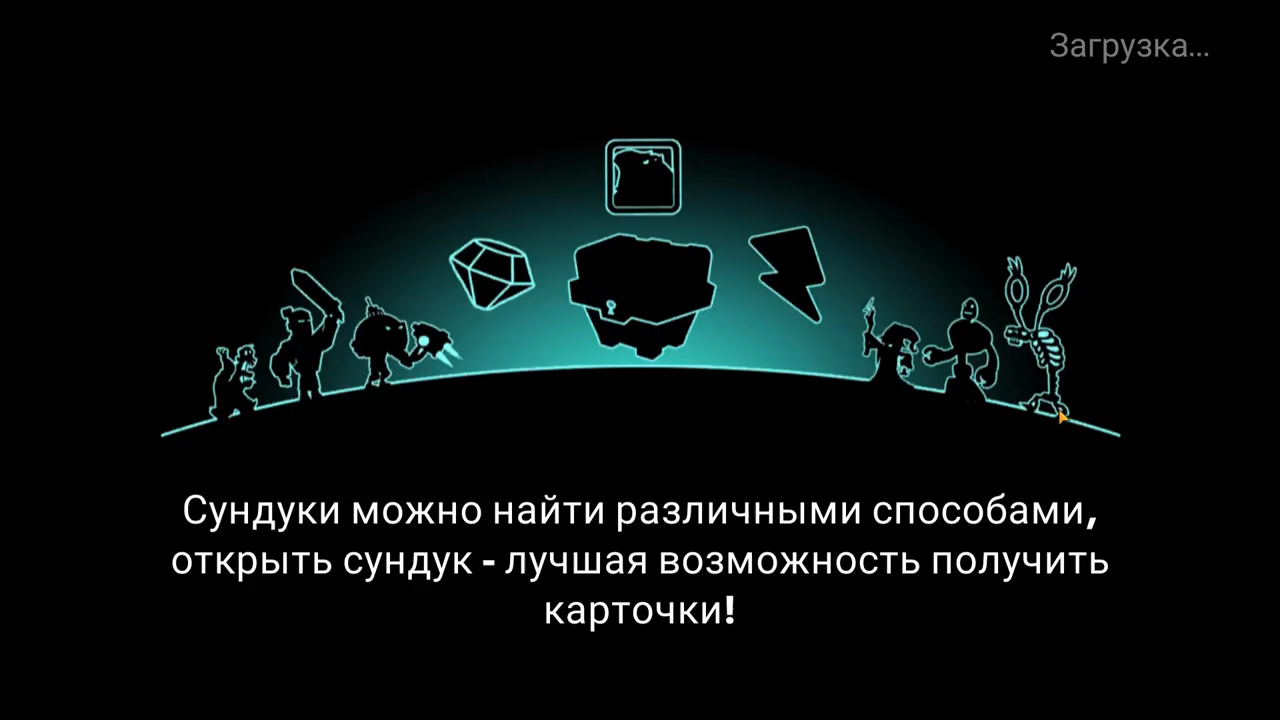 Загрузка...
Сундуки можно найти различными способами,
открыть сундук - лучшая возможность получить
карточки!